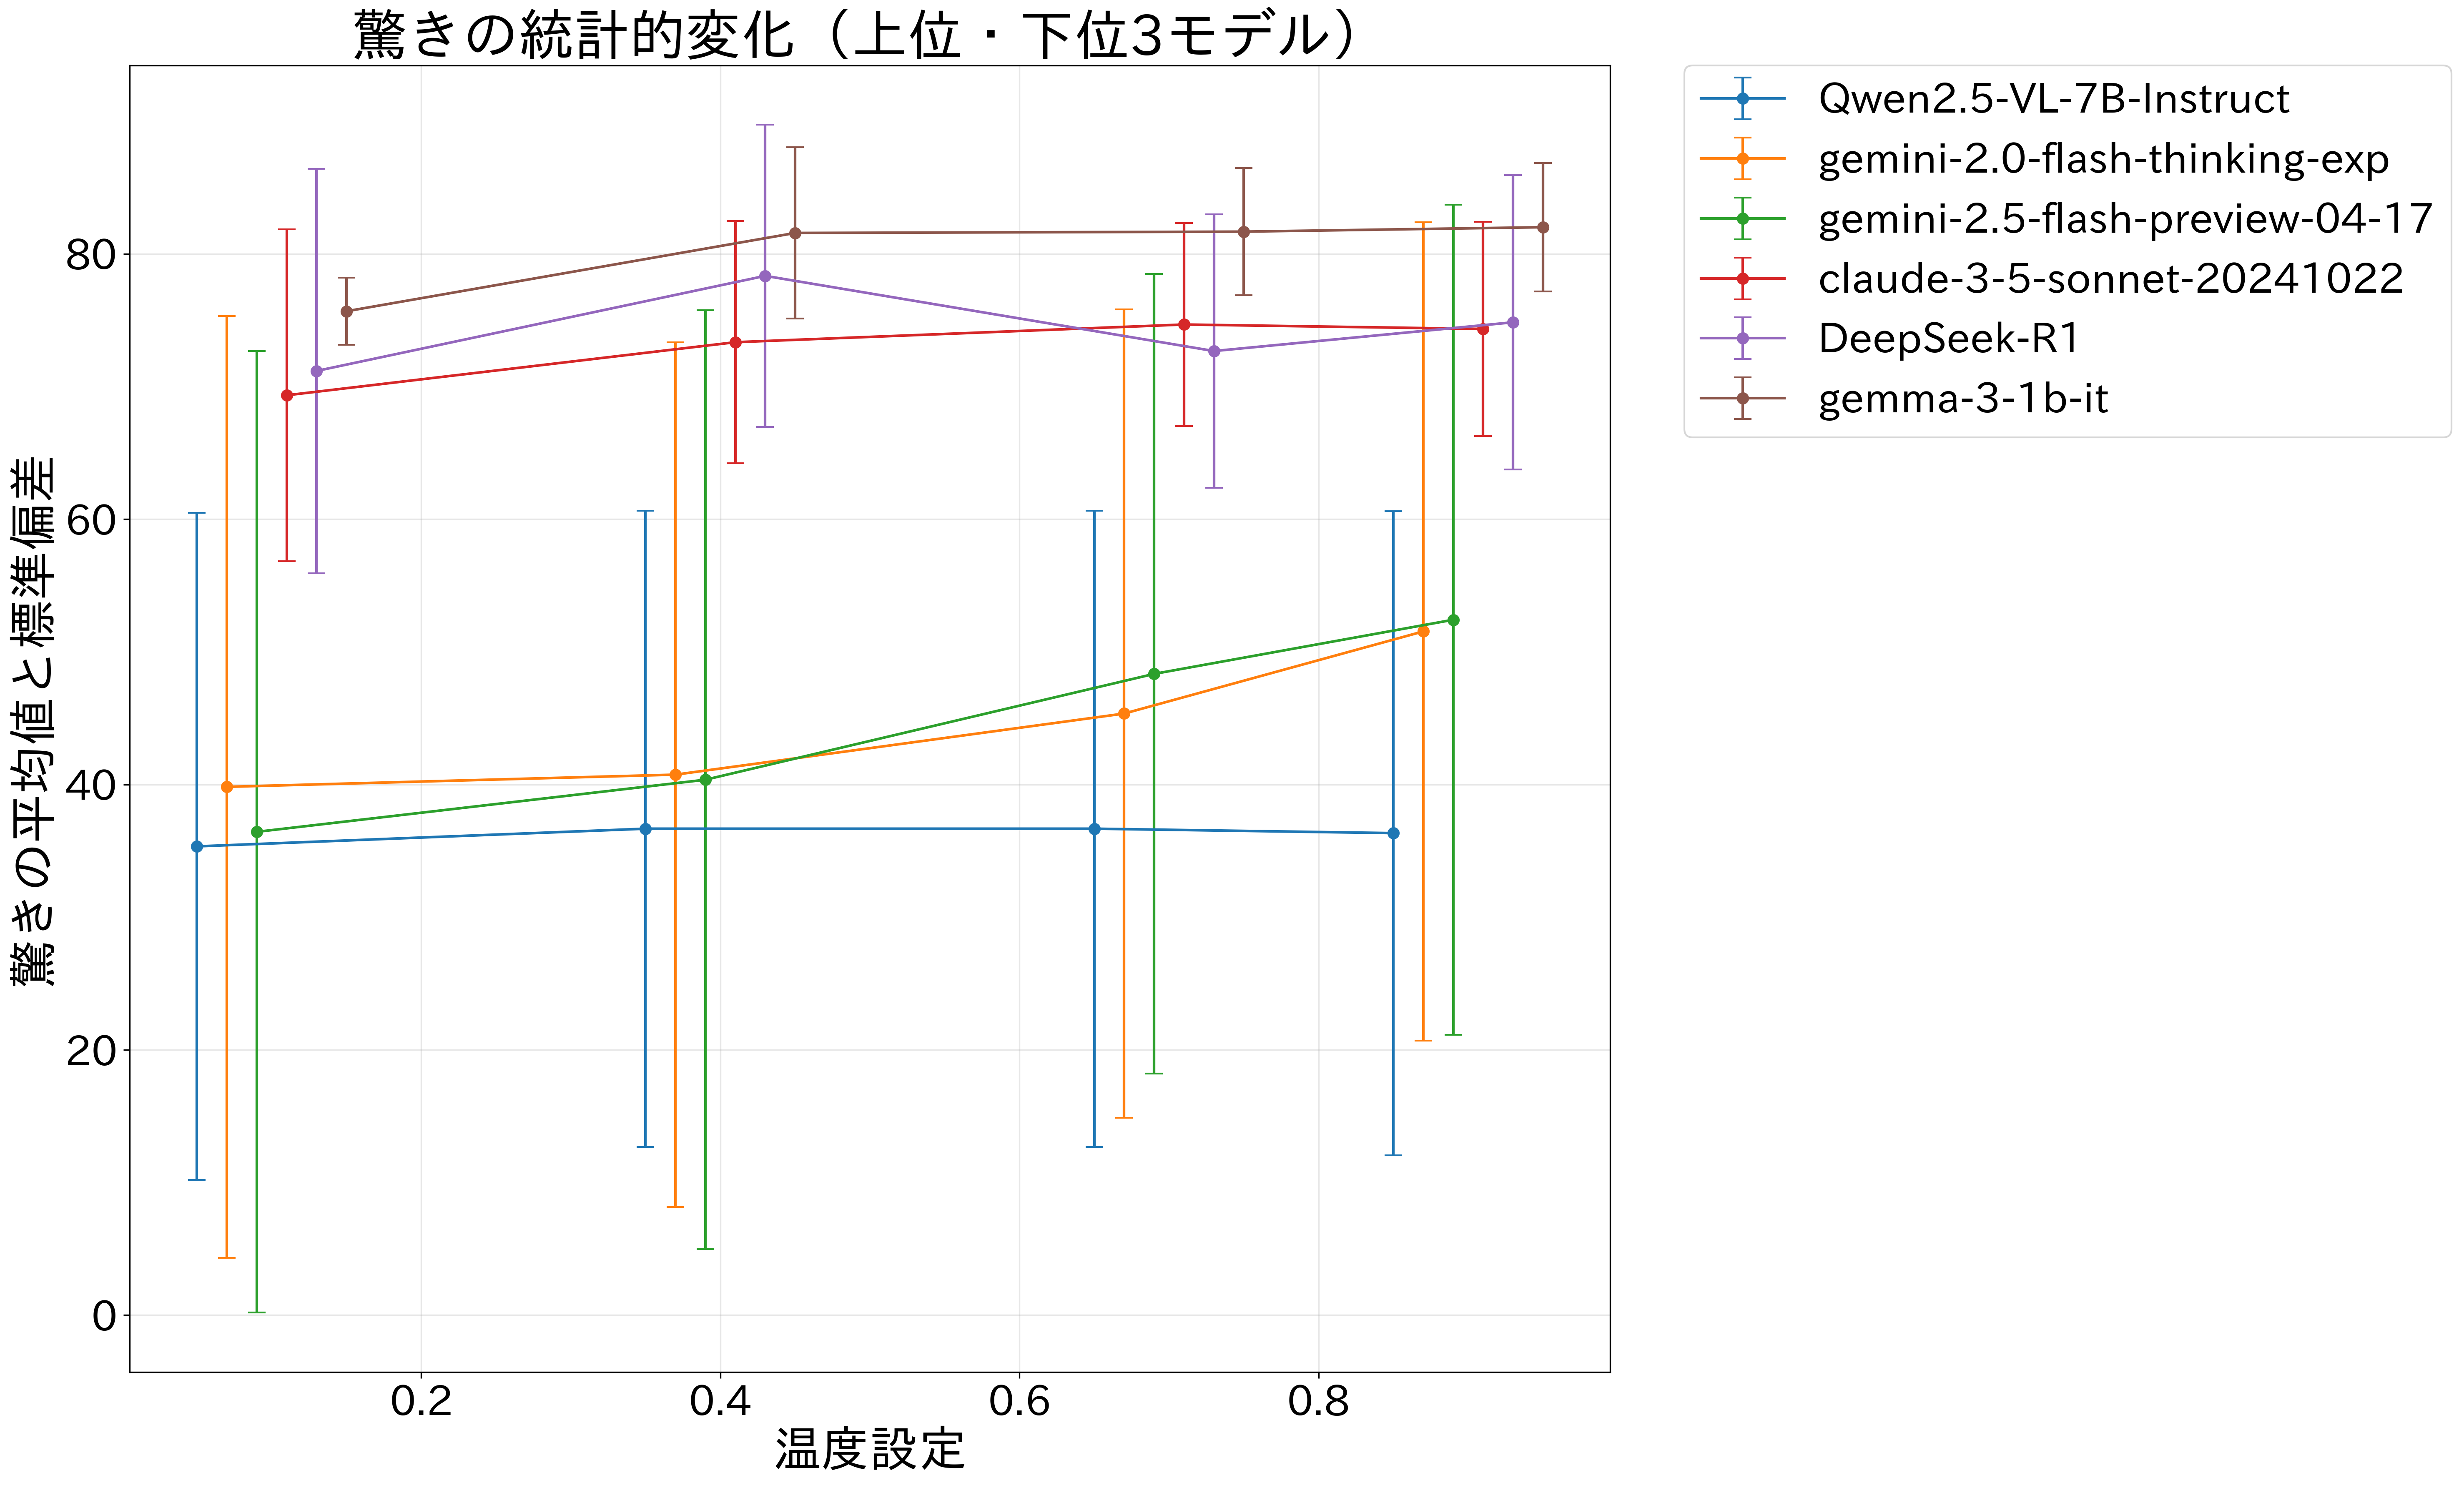 驚きの統計的変化（上位・下位3モデル）
驚きの平均値と標準偏差
80
60
40
20
0
0.2
0.4
0.6
0.8
温度設定
Qwen2.5-VL-7B-Instruct
gemini-2.0-flash-thinking-exp
gemini-2.5-flash-preview-04-17
claude-3-5-sonnet-20241022
DeepSeek-R1
gemma-3-1b-it